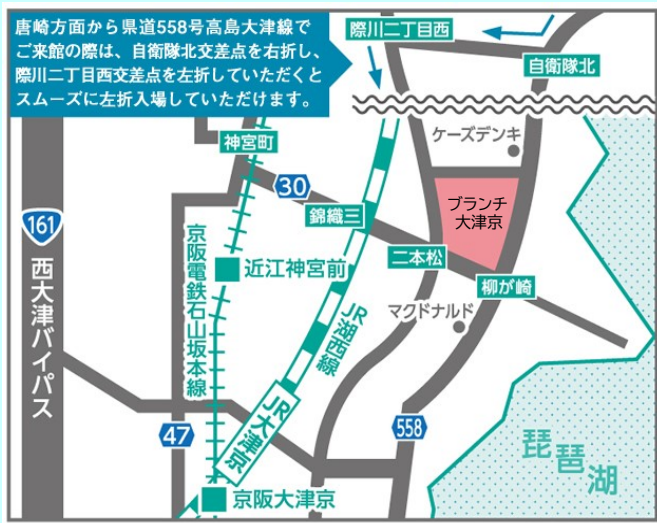 唐崎方面から県道558号高島大津線で
ご来館の際は、自衛隊北交差点を右折し、
際川二丁目西交差点を左折していただくと
スムーズに左折入場していただけます。
際川二丁目西
自衛隊北
ケーズデンキ
神宮町
30
ブランチ
大津京
錦織三
161
西大津バイパス
京阪電鉄石山坂本線
近江神宮前
二本松
柳が崎
マクドナルド
JR湖西線
JR大津京
47
558
琵琶湖
京阪大津京